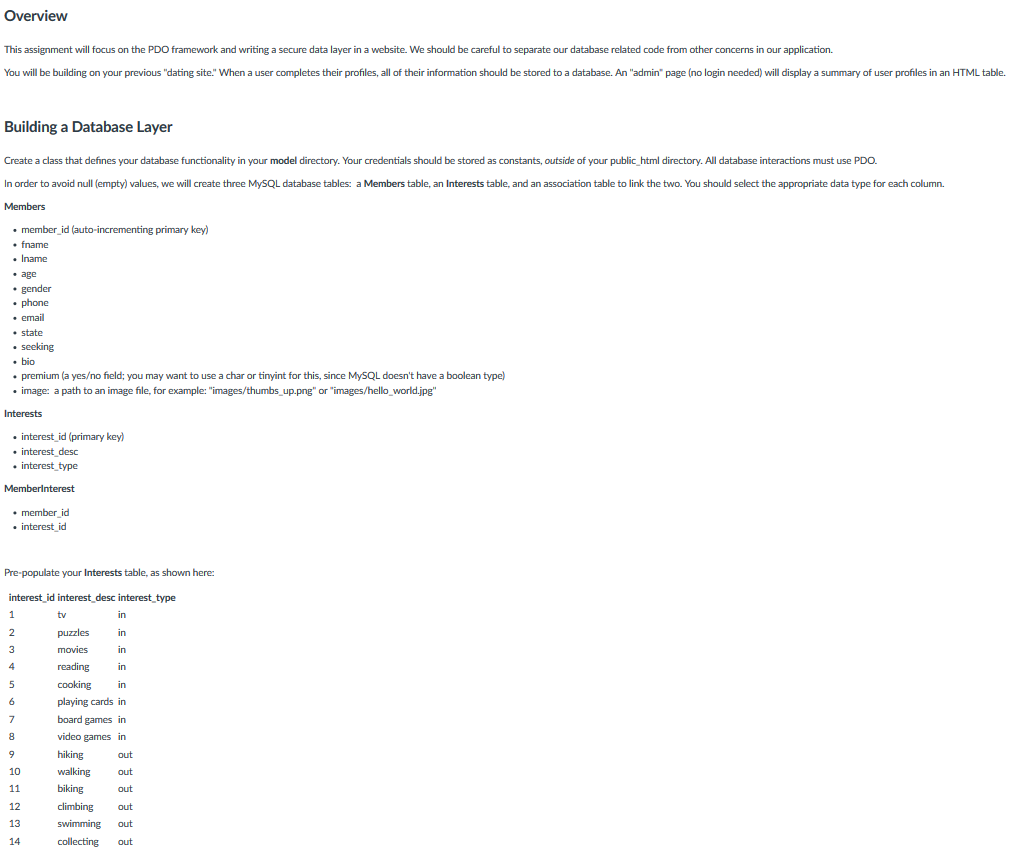 Overview
This assignment will focus on the PDO framework and writing a secure data layer in a website. We should be careful to separate our database related code from other concerns in our application.
You will be building on your previous "dating site." When a user completes their profiles, all of their information should be stored to a database. An "admin" page (no login needed) will display a summary of user profiles in an HTML table.
Building a Database Layer
Create a class that defines your database functionality in your model directory. Your credentials should be stored as constants, outside of your public_html directory. All database interactions must use PDO.
In order to avoid null (empty) values, we will create three MySQL database tables: a Members table, an Interests table, and an association table to link the two. You should select the appropriate data type for each column.
Members
• member_id (auto-incrementing primary key)
• fname
• lname
• age
• gender
• phone
• email
• state
• seeking
• bio
• premium (a yes/no field; you may want to use a char or tinyint for this, since MySQL doesn't have a boolean type)
• image: a path to an image file, for example: "images/thumbs_up.png" or "images/hello_world.jpg"
Interests
• interest_id (primary key)
• interest_desc
• interest_type
MemberInterest
• member_id
• interest_id
Pre-populate your Interests table, as shown here:
interest_id interest_desc interest_type
1 tv in
2 puzzles in
3 movies in
4 reading in
5 cooking in
6 playing cards in
7 board games in
8 video games in
9 hiking out
10 walking out
11 biking out
12 climbing out
13 swimming out
14 collecting out